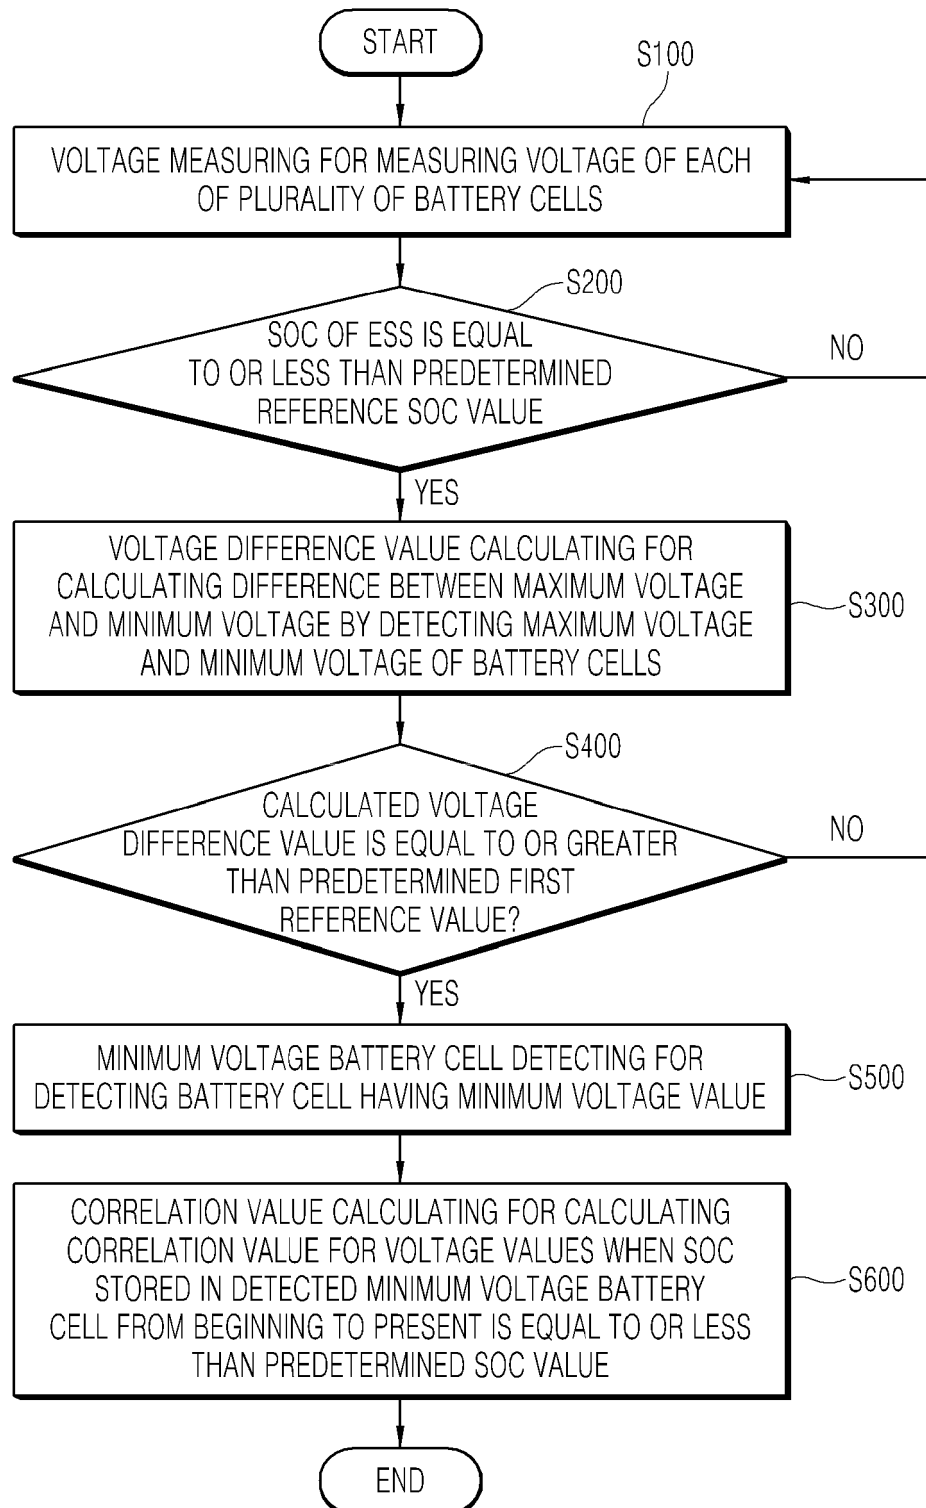 START
S100
VOLTAGE MEASURING FOR MEASURING VOLTAGE OF EACH
OF PLURALITY OF BATTERY CELLS
S200
SOC OF ESS IS EQUAL
TO OR LESS THAN PREDETERMINED
REFERENCE SOC VALUE
NO
YES
VOLTAGE DIFFERENCE VALUE CALCULATING FOR
CALCULATING DIFFERENCE BETWEEN MAXIMUM VOLTAGE
AND MINIMUM VOLTAGE BY DETECTING MAXIMUM VOLTAGE
AND MINIMUM VOLTAGE OF BATTERY CELLS
S300
S400
CALCULATED VOLTAGE
DIFFERENCE VALUE IS EQUAL TO OR GREATER
THAN PREDETERMINED FIRST
REFERENCE VALUE?
NO
YES
MINIMUM VOLTAGE BATTERY CELL DETECTING FOR
DETECTING BATTERY CELL HAVING MINIMUM VOLTAGE VALUE
S500
CORRELATION VALUE CALCULATING FOR CALCULATING
CORRELATION VALUE FOR VOLTAGE VALUES WHEN SOC
STORED IN DETECTED MINIMUM VOLTAGE BATTERY
CELL FROM BEGINNING TO PRESENT IS EQUAL TO OR LESS
THAN PREDETERMINED SOC VALUE
S600
END